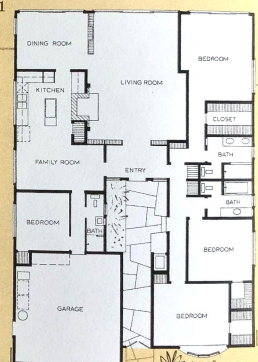 1
DINING ROOM
BEDROOM
LIVING ROOM
KITCHEN
CLOSET
BATH
FAMILY ROOM
ENTRY
BATH
BEDROOM
BATH
BEDROOM
GARAGE
BEDROOM